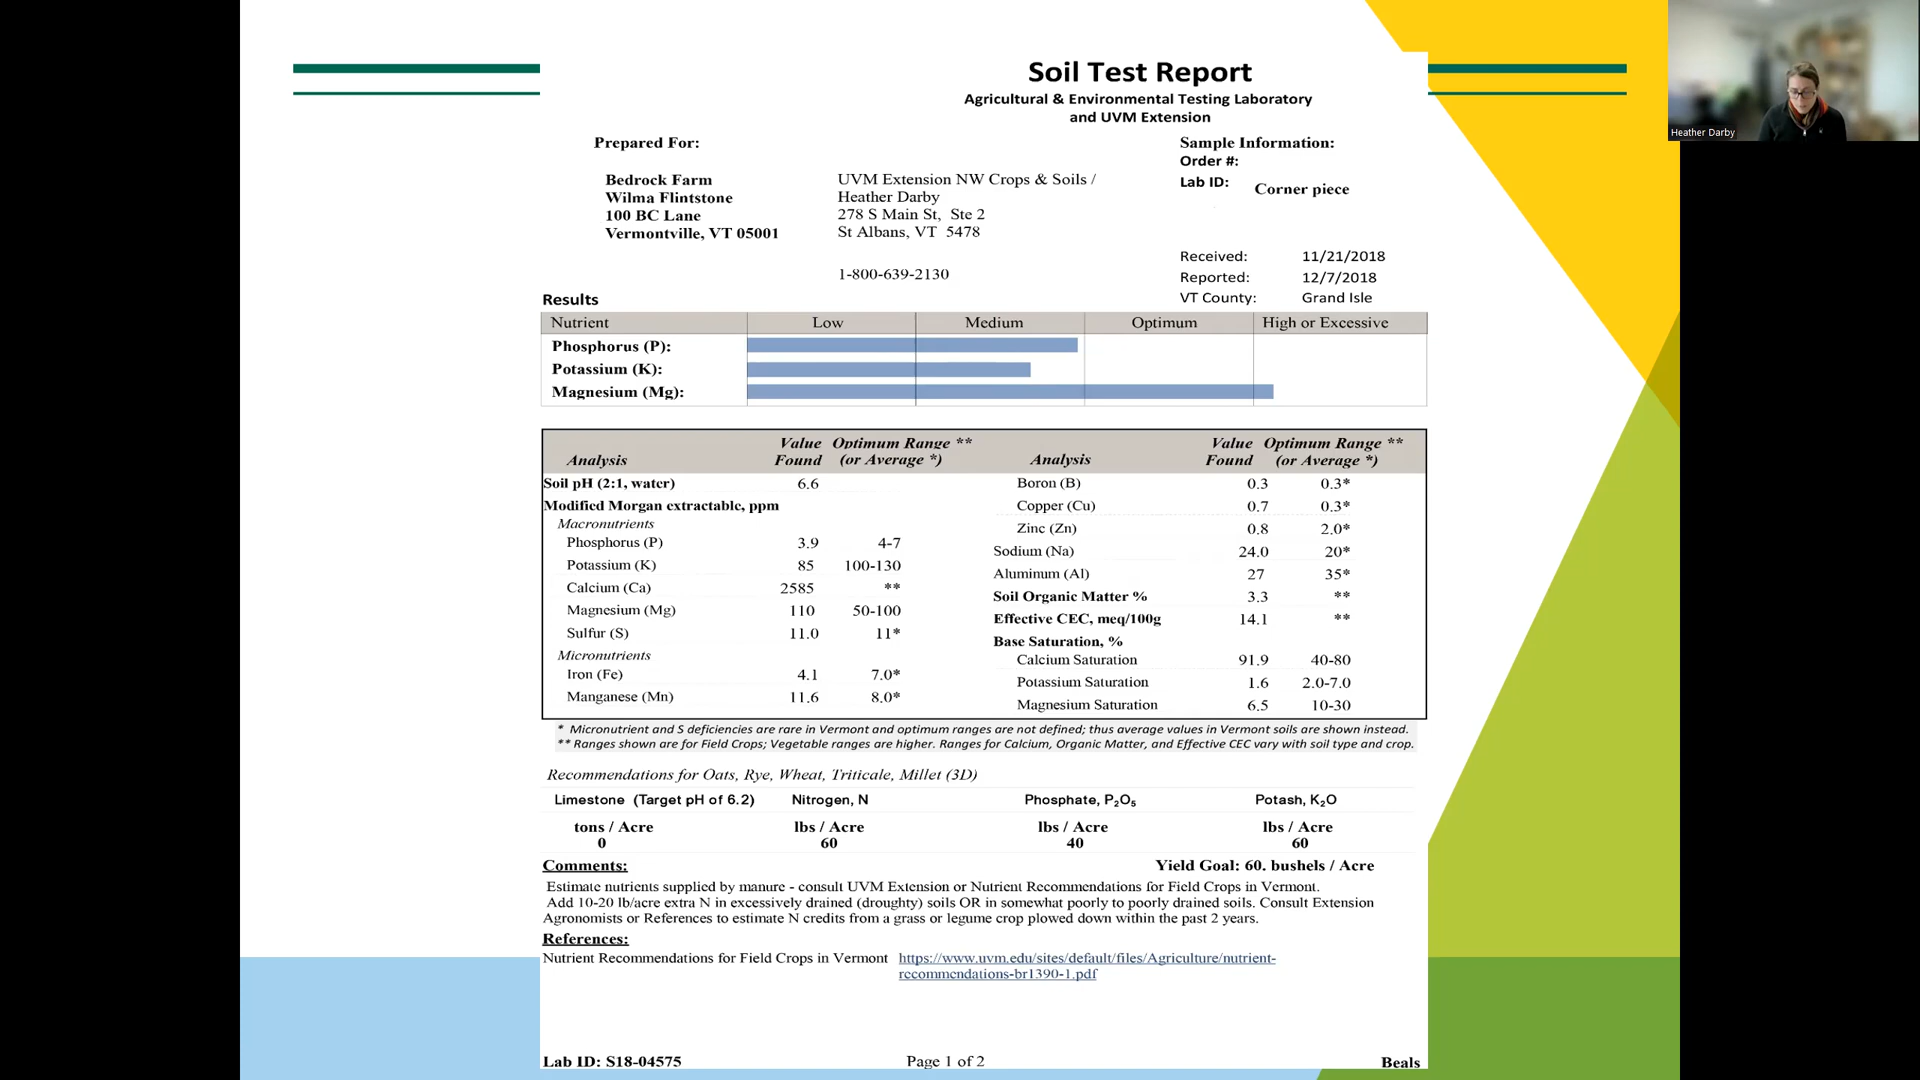 Soil Test Report
Agricultural & Environmental Testing Laboratory
and UVM Extension
Heather Darby
Prepared For:
Sample Information:
Order #:
Lab ID: Corner piece
Bedrock Farm
Wilma Flintstone
100 BC Lane
Vermontville, VT 05001
UVM Extension NW Crops & Soils /
Heather Darby
278 S Main St, Ste 2
St Albans, VT 5478
1-800-639-2130
Received: 11/21/2018
Reported: 12/7/2018
VT County: Grand Isle
Results
Nutrient Low Medium Optimum High or Excessive
Phosphorus (P):
Potassium (K):
Magnesium (Mg):
Analysis Value Found Optimum Range ** (or Average *) Analysis Value Found Optimum Range ** (or Average *)
Soil pH (2:1, water) 6.6 Boron (B) 0.3 0.3*
Modified Morgan extractable, ppm Copper (Cu) 0.7 0.3*
Macronutrients Zinc (Zn) 0.8 2.0*
Phosphorus (P) 3.9 4-7 Sodium (Na) 24.0 20*
Potassium (K) 85 100-130 Aluminum (Al) 27 35*
Calcium (Ca) 2585 ** Soil Organic Matter % 3.3 **
Magnesium (Mg) 110 50-100 Effective CEC, meq/100g 14.1 **
Sulfur (S) 11.0 11* Base Saturation, %
Micronutrients Calcium Saturation 91.9 40-80
Iron (Fe) 4.1 7.0* Potassium Saturation 1.6 2.0-7.0
Manganese (Mn) 11.6 8.0* Magnesium Saturation 6.5 10-30
* Micronutrient and S deficiencies are rare in Vermont and optimum ranges are not defined; thus average values in Vermont soils are shown instead.
** Ranges shown are for Field Crops; Vegetable ranges are higher. Ranges for Calcium, Organic Matter, and Effective CEC vary with soil type and crop.
Recommendations for Oats, Rye, Wheat, Triticale, Millet (3D)
Limestone (Target pH of 6.2) Nitrogen, N Phosphate, P₂O₅ Potash, K₂O
tons / Acre lbs / Acre lbs / Acre lbs / Acre
0 60 40 60
Comments: Yield Goal: 60. bushels / Acre
Estimate nutrients supplied by manure - consult UVM Extension or Nutrient Recommendations for Field Crops in Vermont.
Add 10-20 lb/acre extra N in excessively drained (droughty) soils OR in somewhat poorly to poorly drained soils. Consult Extension
Agronomists or References to estimate N credits from a grass or legume crop plowed down within the past 2 years.
References:
Nutrient Recommendations for Field Crops in Vermont https://www.uvm.edu/sites/default/files/Agriculture/nutrient-
recommendations-br1390-1.pdf
Lab ID: S18-04575 Page 1 of 2 Beals